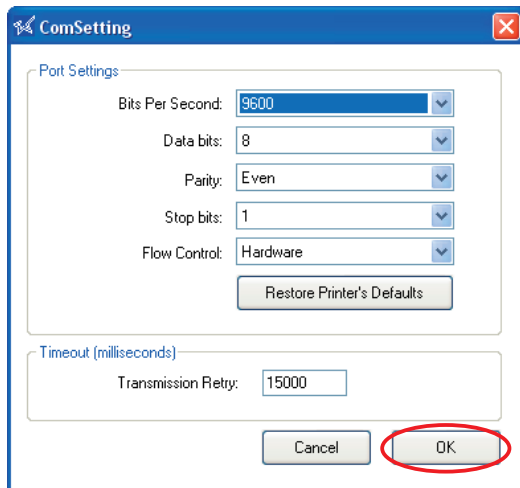 ComSetting
Port Settings
Bits Per Second: 9600
Data bits: 8
Parity: Even
Stop bits: 1
Flow Control: Hardware
Restore Printer's Defaults
Timeout (milliseconds)
Transmission Retry: 15000
Cancel OK